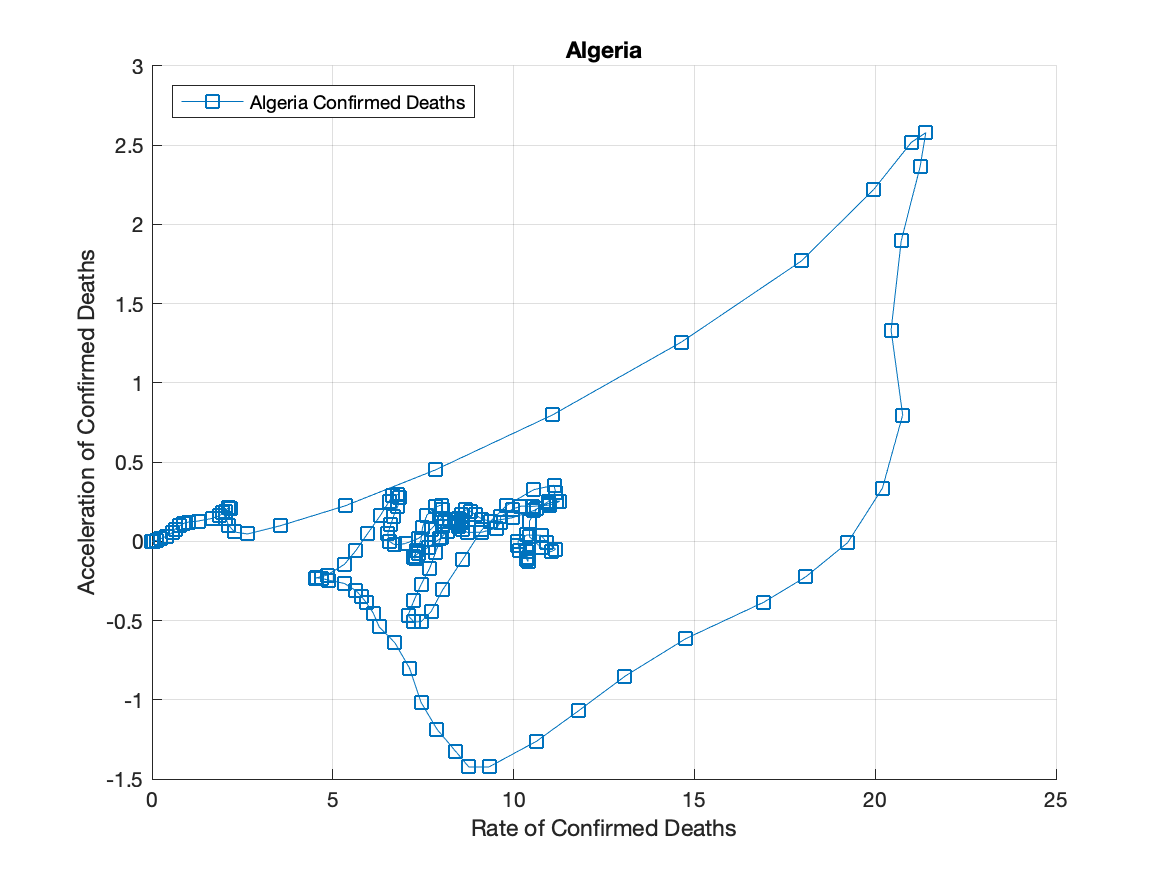 Algeria
Algeria Confirmed Deaths
3
2.5
2
1.5
1
0.5
0
-0.5
-1
-1.5
Acceleration of Confirmed Deaths
0 5 10 15 20 25
Rate of Confirmed Deaths